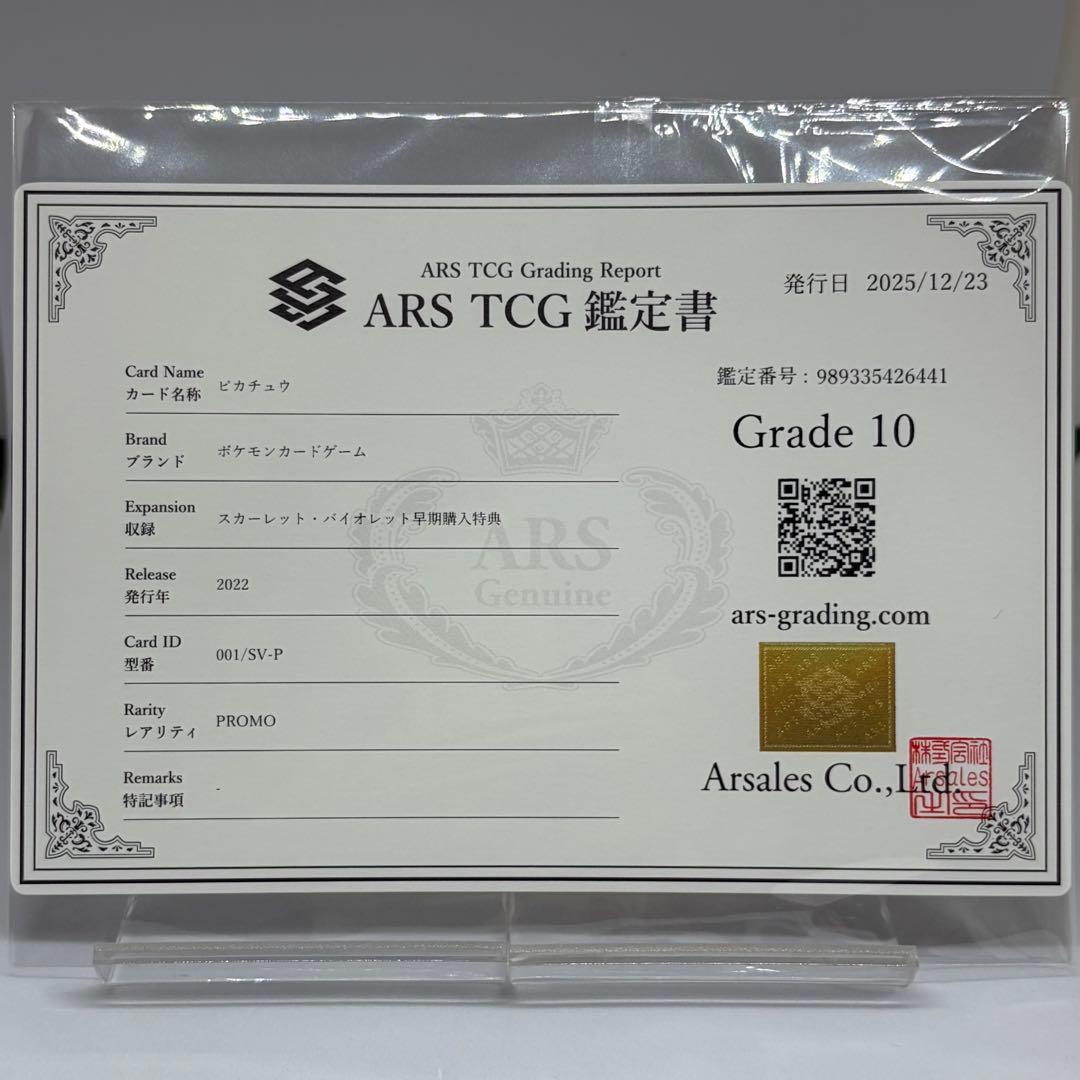 ARS TCG Grading Report
ARS TCG 鑑定書
発行日 2025/12/23
Card Name
カード名称
ピカチュウ
Brand
ブランド
ポケモンカードゲーム
Expansion
収録
スカーレット・バイオレット早期購入特典
Release
発行年
2022
Card ID
型番
001/SV-P
Rarity
レアリティ
PROMO
Remarks
特記事項
-
ARS
Genuine
鑑定番号：989335426441
Grade 10
ars-grading.com
Arsales Co.,Ltd.
株式会社
Arsales